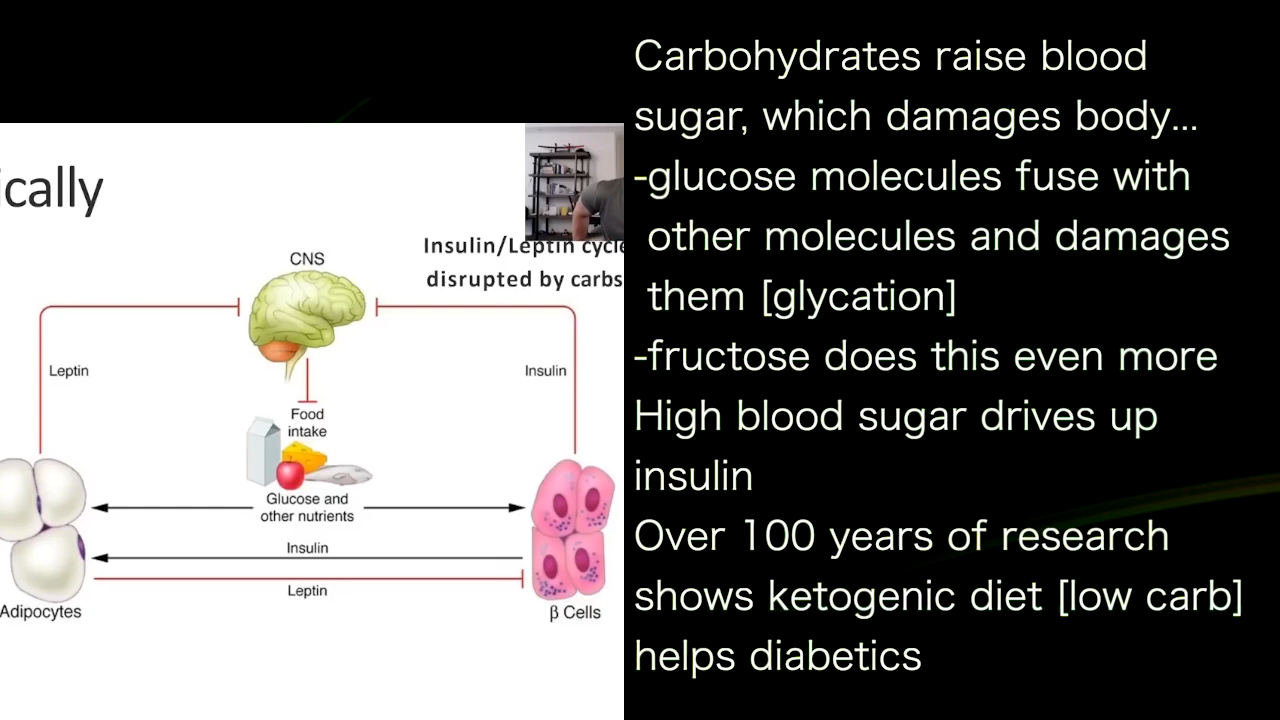 ically
Insulin/Leptin cycle
disrupted by carbs
CNS
Leptin
Insulin
Food
intake
Glucose and
other nutrients
Insulin
Leptin
Adipocytes
β Cells
Carbohydrates raise blood
sugar, which damages body...
-glucose molecules fuse with
other molecules and damages
them [glycation]
-fructose does this even more
High blood sugar drives up
insulin
Over 100 years of research
shows ketogenic diet [low carb]
helps diabetics